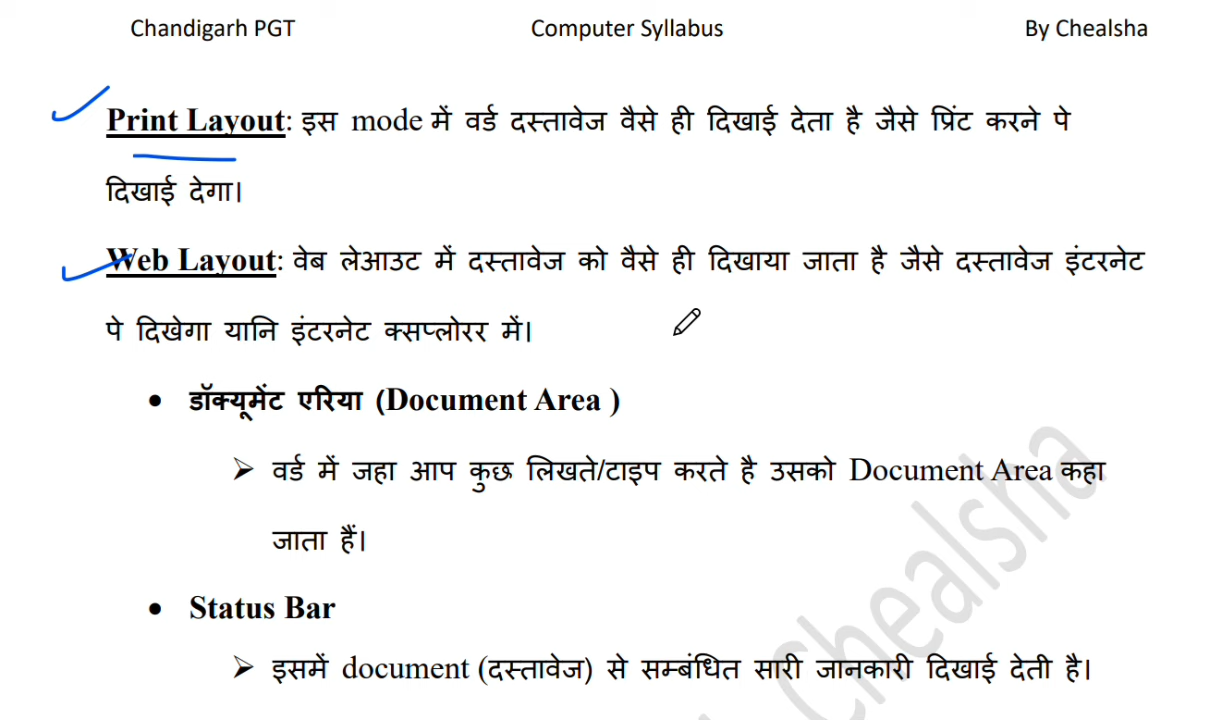 Chandigarh PGT Computer Syllabus By Chealsha
Print Layout: इस mode में वर्ड दस्तावेज वैसे ही दिखाई देता है जैसे प्रिंट करने पे
दिखाई देगा।
Web Layout: वेब लेआउट में दस्तावेज को वैसे ही दिखाया जाता है जैसे दस्तावेज इंटरनेट
पे दिखेगा यानि इंटरनेट क्सप्लोरर में।
• डॉक्यूमेंट एरिया (Document Area )
➢ वर्ड में जहा आप कुछ लिखते/टाइप करते है उसको Document Area कहा
जाता हैं।
• Status Bar
➢ इसमें document (दस्तावेज) से सम्बंधित सारी जानकारी दिखाई देती है।
Chealsha